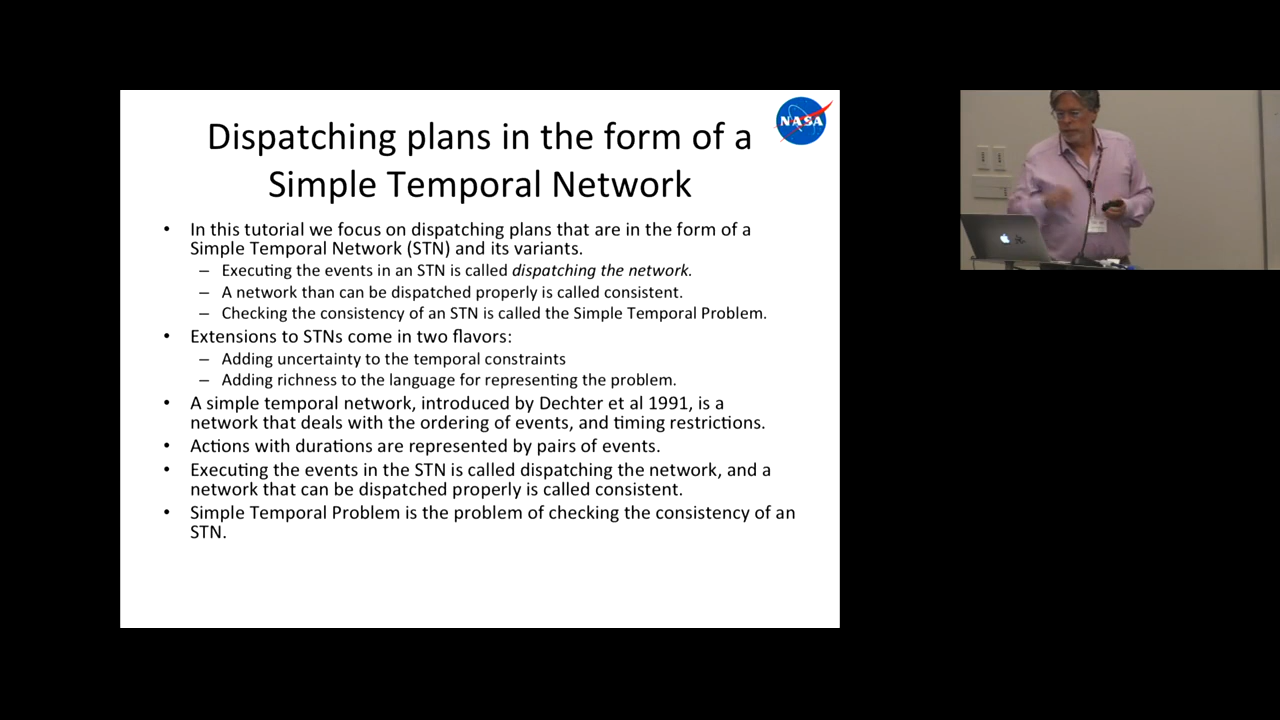 Dispatching plans in the form of a
Simple Temporal Network
NASA
• In this tutorial we focus on dispatching plans that are in the form of a
Simple Temporal Network (STN) and its variants.
– Executing the events in an STN is called dispatching the network.
– A network than can be dispatched properly is called consistent.
– Checking the consistency of an STN is called the Simple Temporal Problem.
• Extensions to STNs come in two flavors:
– Adding uncertainty to the temporal constraints
– Adding richness to the language for representing the problem.
• A simple temporal network, introduced by Dechter et al 1991, is a
network that deals with the ordering of events, and timing restrictions.
• Actions with durations are represented by pairs of events.
• Executing the events in the STN is called dispatching the network, and a
network that can be dispatched properly is called consistent.
• Simple Temporal Problem is the problem of checking the consistency of an
STN.